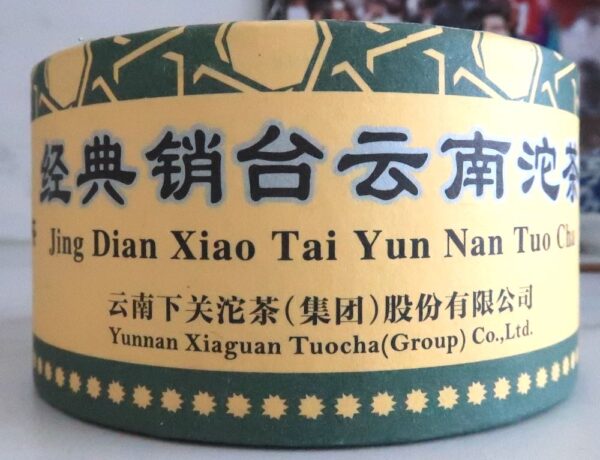 经典销台云南沱茶
Jing Dian Xiao Tai Yun Nan Tuo Cha
云南下关沱茶(集团)股份有限公司
Yunnan Xiaguan Tuocha(Group) Co.,Ltd.